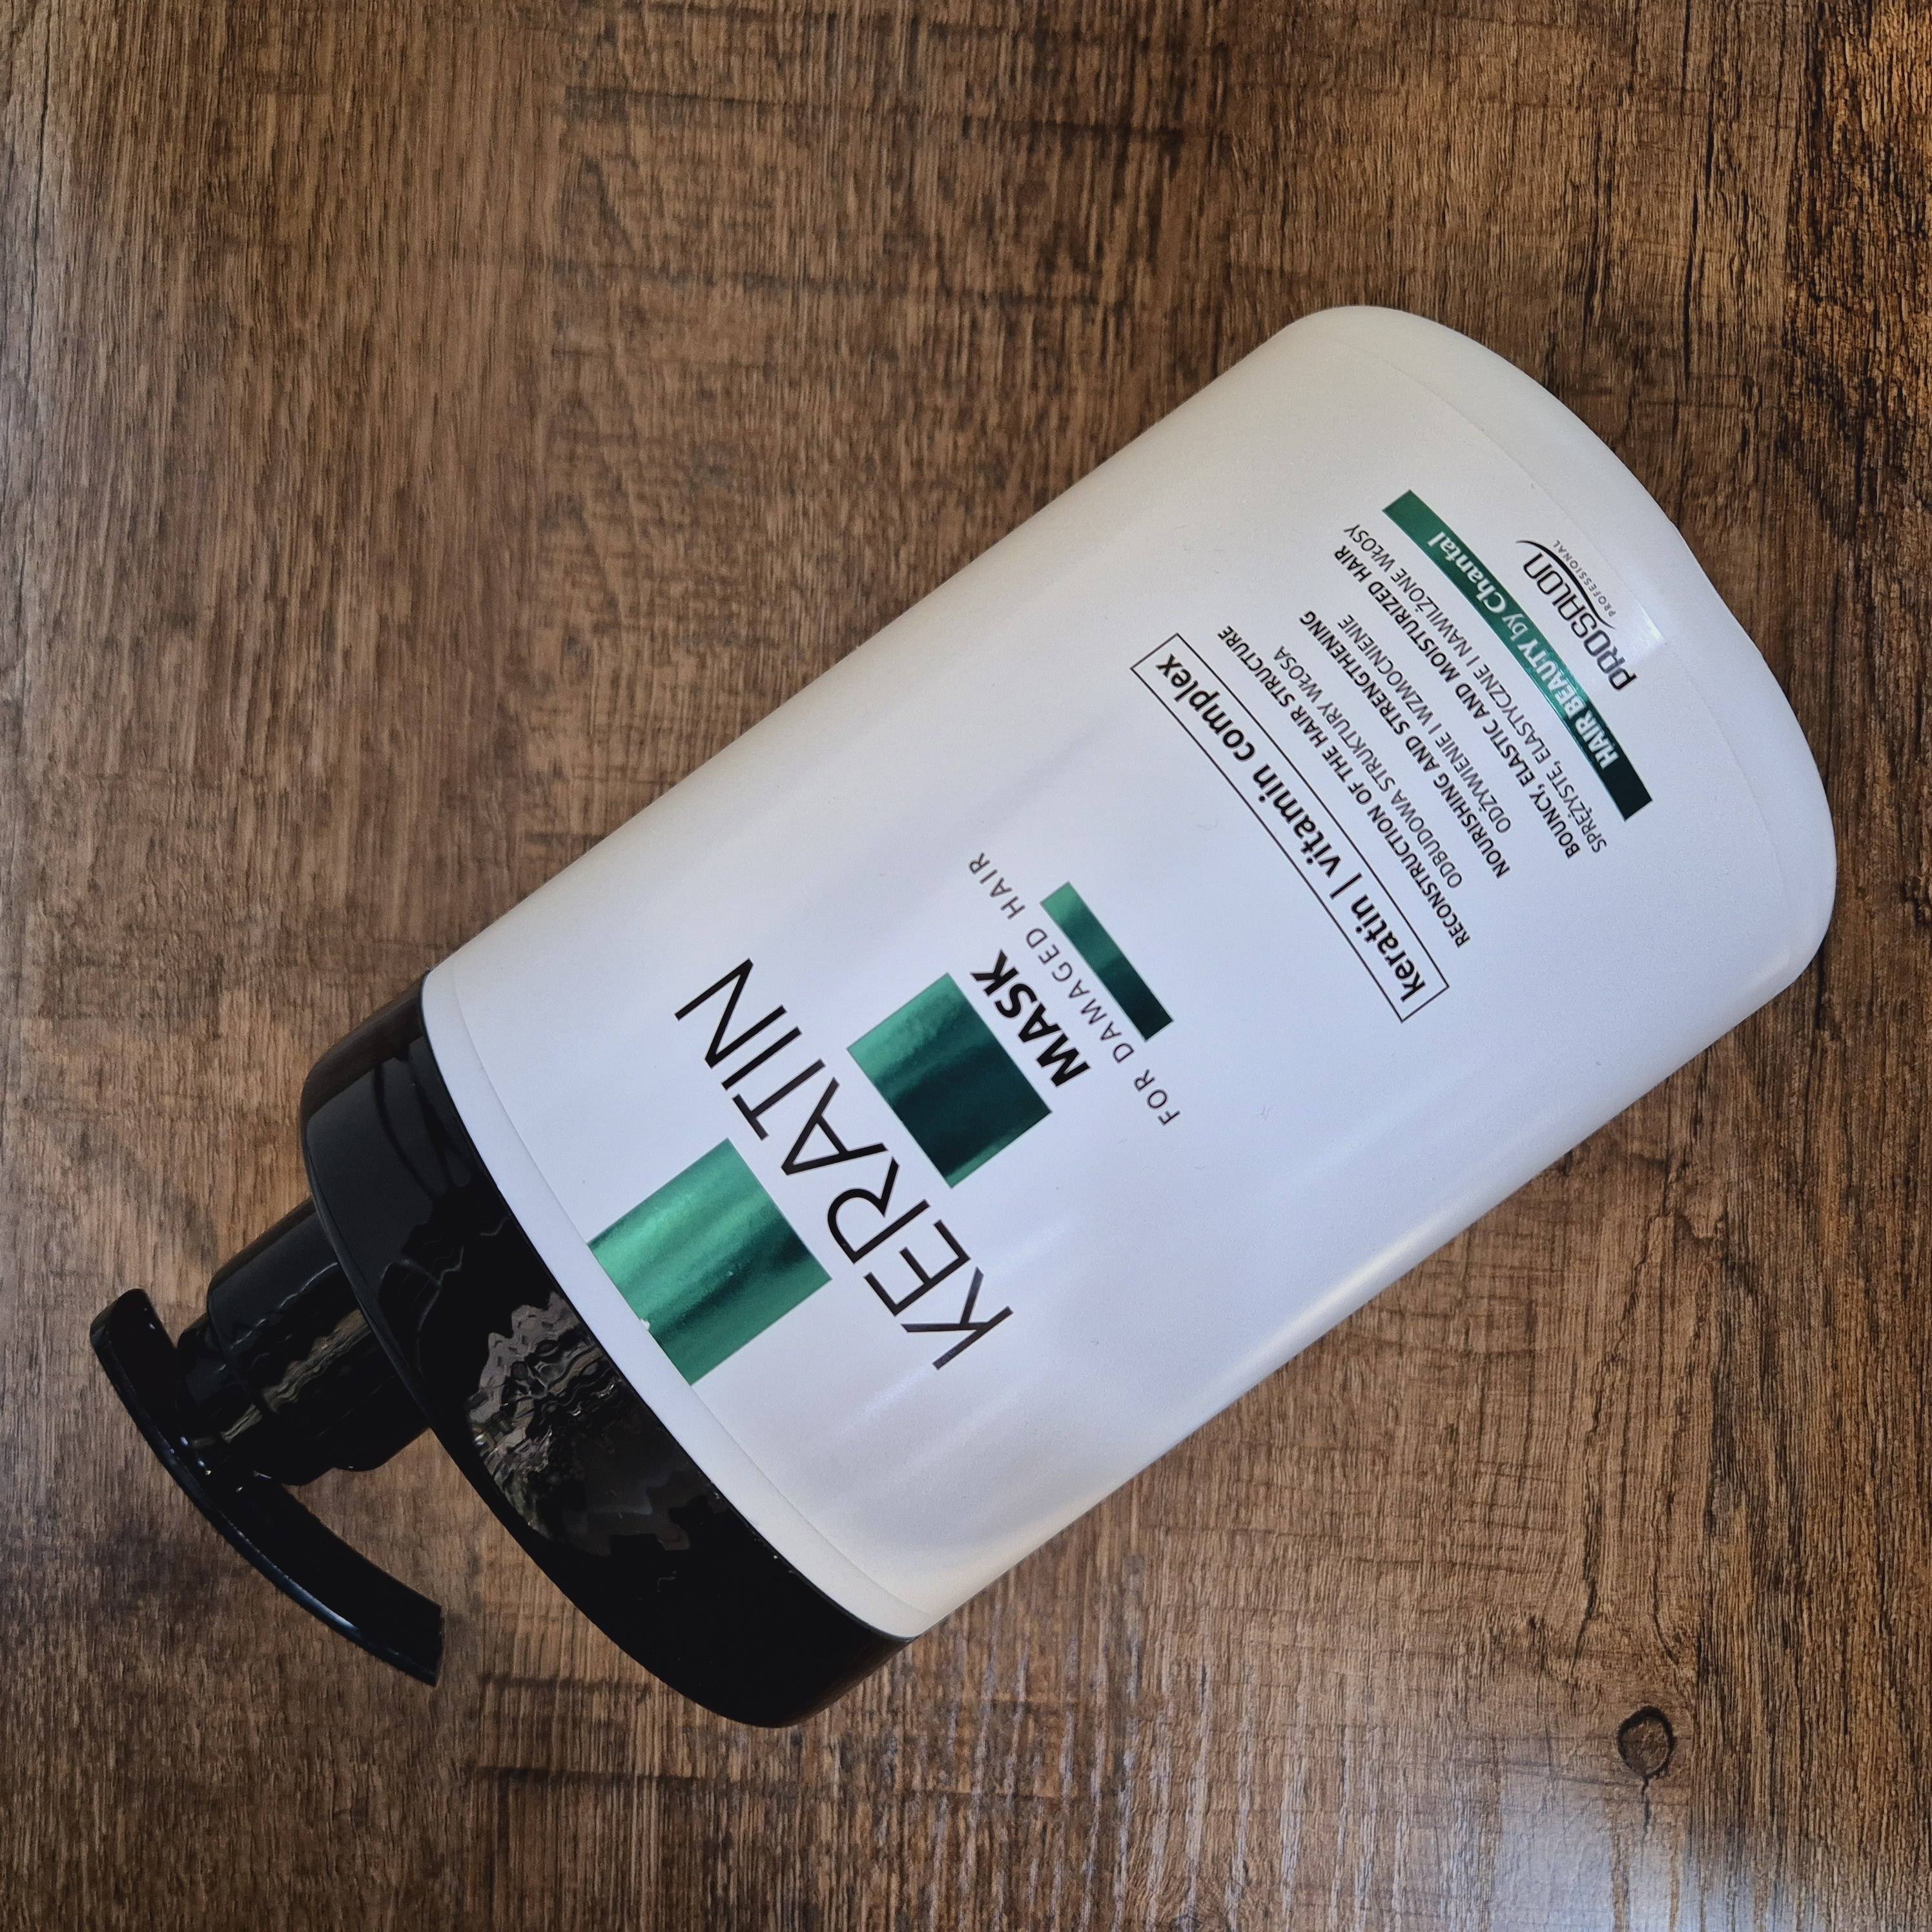 KERATIN
MASK
FOR DAMAGED HAIR
keratin | vitamin complex
RECONSTRUCTION OF THE HAIR STRUCTURE
ODBUDOWA STRUKTURY WŁOSA
NOURISHING AND STRENGTHENING
ODŻYWIENIE I WZMOCNIENIE
BOUNCY, ELASTIC AND MOISTURIZED HAIR
SPRĘŻYSTE, ELASTYCZNE I NAWILŻONE WŁOSY
HAIR BEAUTY by Chantal
PROSALON
PROFESSIONAL